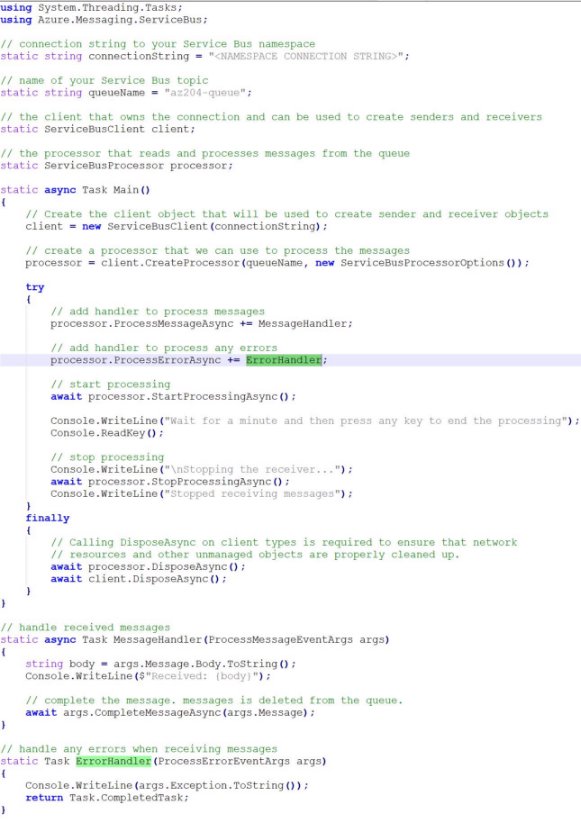 using System.Threading.Tasks;
using Azure.Messaging.ServiceBus;
// connection string to your Service Bus namespace
static string connectionString = "<NAMESPACE CONNECTION STRING>";
// name of your Service Bus topic
static string queueName = "az204-queue";
// the client that owns the connection and can be used to create senders and receivers
static ServiceBusClient client;
// the processor that reads and processes messages from the queue
static ServiceBusProcessor processor;
static async Task Main()
{
    // Create the client object that will be used to create sender and receiver objects
    client = new ServiceBusClient(connectionString);
    // create a processor that we can use to process the messages
    processor = client.CreateProcessor(queueName, new ServiceBusProcessorOptions());
    try
    {
        // add handler to process messages
        processor.ProcessMessageAsync += MessageHandler;
        // add handler to process any errors
        processor.ProcessErrorAsync += ErrorHandler;
        // start processing
        await processor.StartProcessingAsync();
        Console.WriteLine("Wait for a minute and then press any key to end the processing");
        Console.ReadKey();
        // stop processing
        Console.WriteLine("\nStopping the receiver...");
        await processor.StopProcessingAsync();
        Console.WriteLine("Stopped receiving messages");
    }
    finally
    {
        // Calling DisposeAsync on client types is required to ensure that network
        // resources and other unmanaged objects are properly cleaned up.
        await processor.DisposeAsync();
        await client.DisposeAsync();
    }
}
// handle received messages
static async Task MessageHandler(ProcessMessageEventArgs args)
{
    string body = args.Message.Body.ToString();
    Console.WriteLine($"Received: {body}");
    // complete the message. messages is deleted from the queue.
    await args.CompleteMessageAsync(args.Message);
}
// handle any errors when receiving messages
static Task ErrorHandler(ProcessErrorEventArgs args)
{
    Console.WriteLine(args.Exception.ToString());
    return Task.CompletedTask;
}